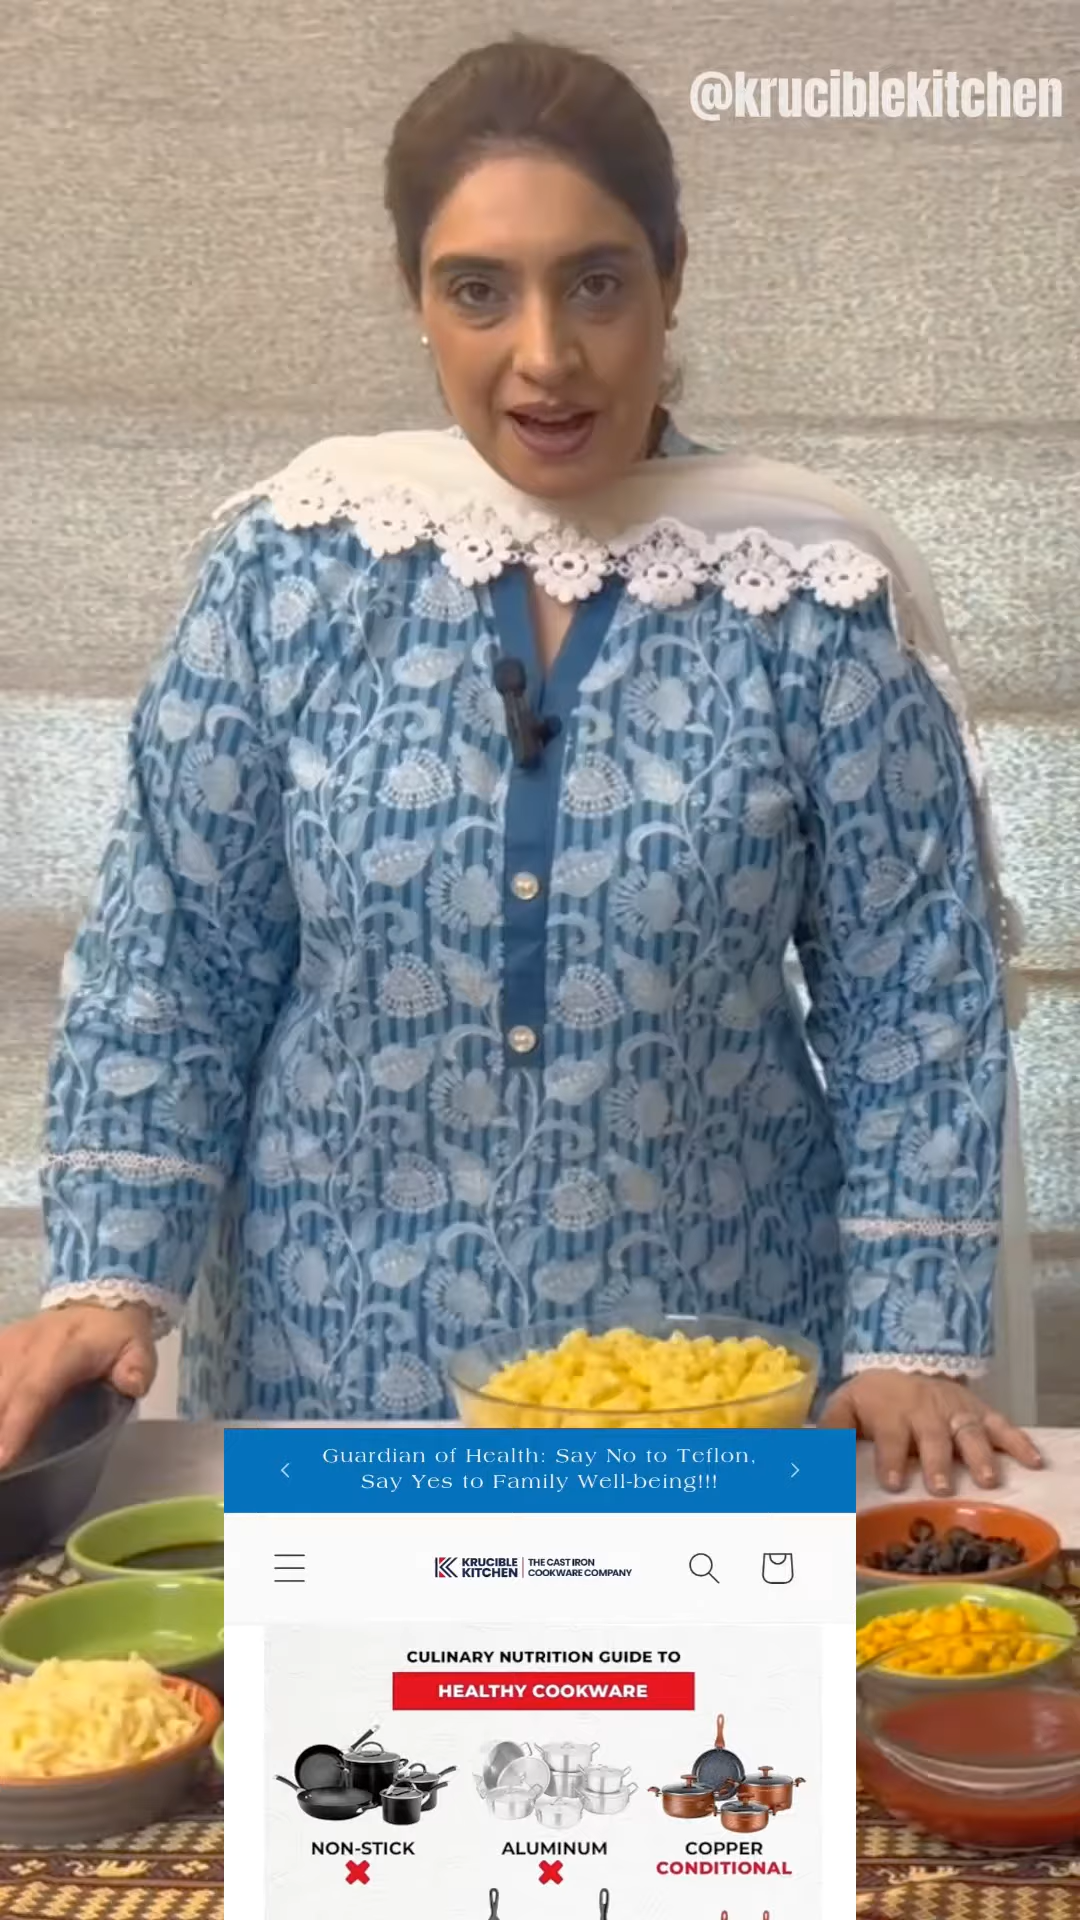 @kruciblekitchen
Guardian of Health: Say No to Teflon,
Say Yes to Family Well-being!!!
KRUCIBLE
KITCHEN
THE CAST IRON
COOKWARE COMPANY
CULINARY NUTRITION GUIDE TO
HEALTHY COOKWARE
NON-STICK
ALUMINUM
COPPER
CONDITIONAL